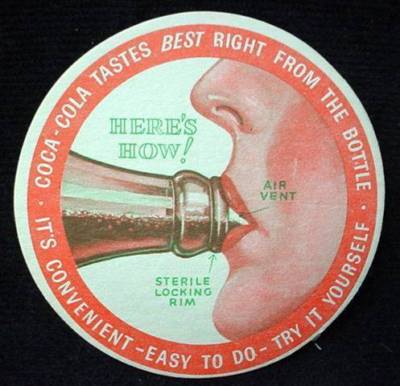 COCA-COLA TASTES BEST RIGHT FROM THE BOTTLE
· IT'S CONVENIENT-EASY TO DO-TRY IT YOURSELF ·
HERE'S
HOW!
AIR
VENT
STERILE
LOCKING
RIM